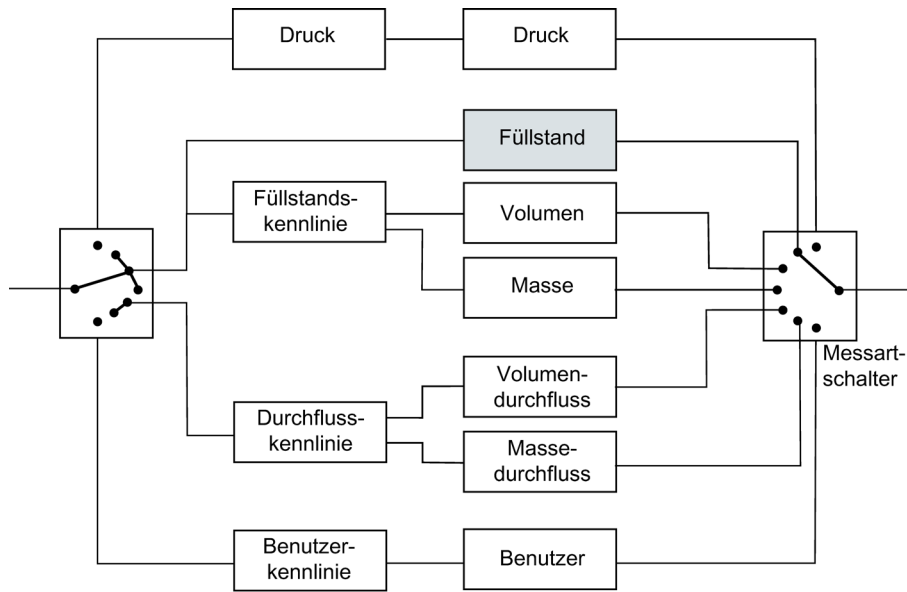 Druck
Druck
Füllstand
Füllstands-
kennlinie
Volumen
Masse
Messart-
schalter
Volumen-
durchfluss
Durchfluss-
kennlinie
Masse-
durchfluss
Benutzer-
kennlinie
Benutzer